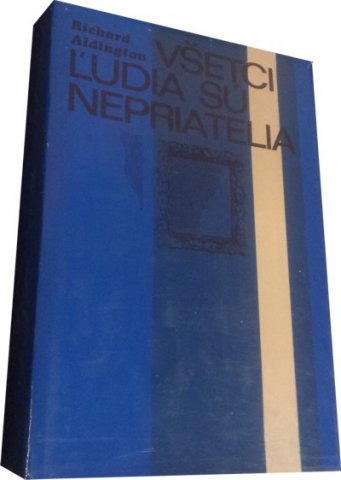 Richard
Aldington
VŠETCI
ĽUDIA SÚ
NEPRIATELIA